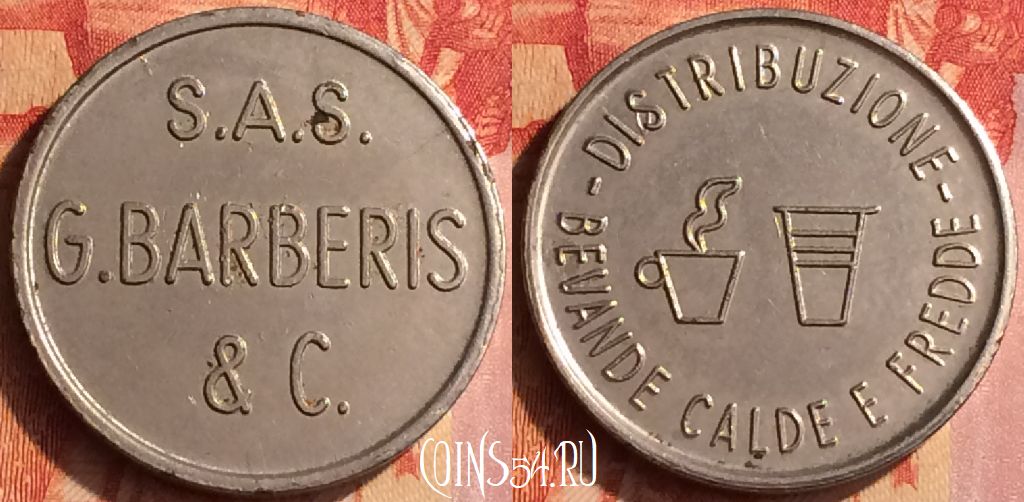 S.A.S.
G.BARBERIS
& C.
-DISTRIBUZIONE-
BEVANDE CALDE E FREDDE
COINS54.RU